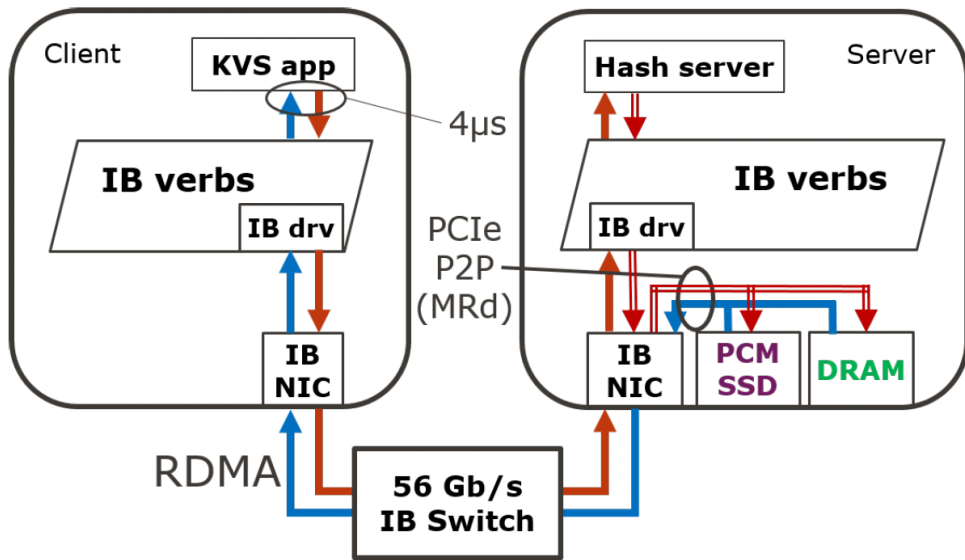 Client
KVS app
4μs
IB verbs
IB drv
IB
NIC
RDMA
56 Gb/s
IB Switch
Server
Hash server
IB verbs
IB drv
PCIe
P2P
(MRd)
IB
NIC
PCM
SSD
DRAM